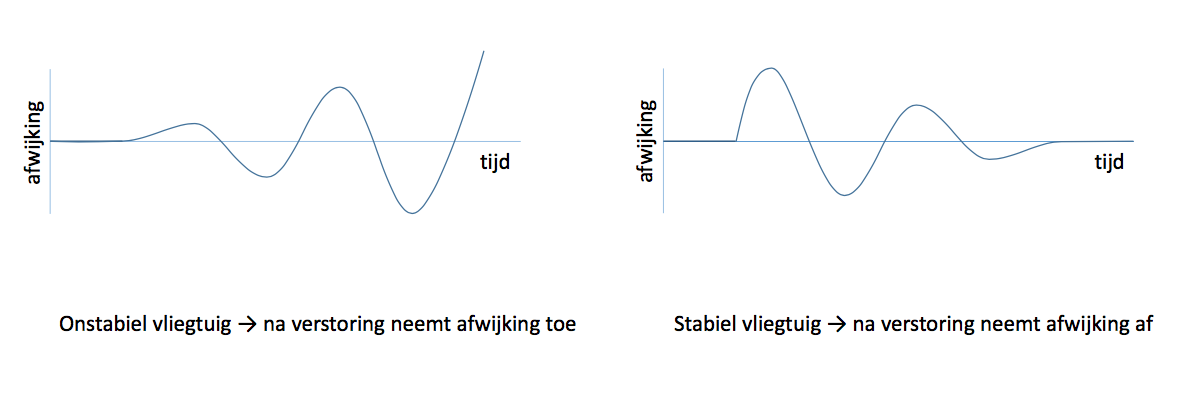 afwijking
tijd
Onstabiel vliegtuig → na verstoring neemt afwijking toe
afwijking
tijd
Stabiel vliegtuig → na verstoring neemt afwijking af